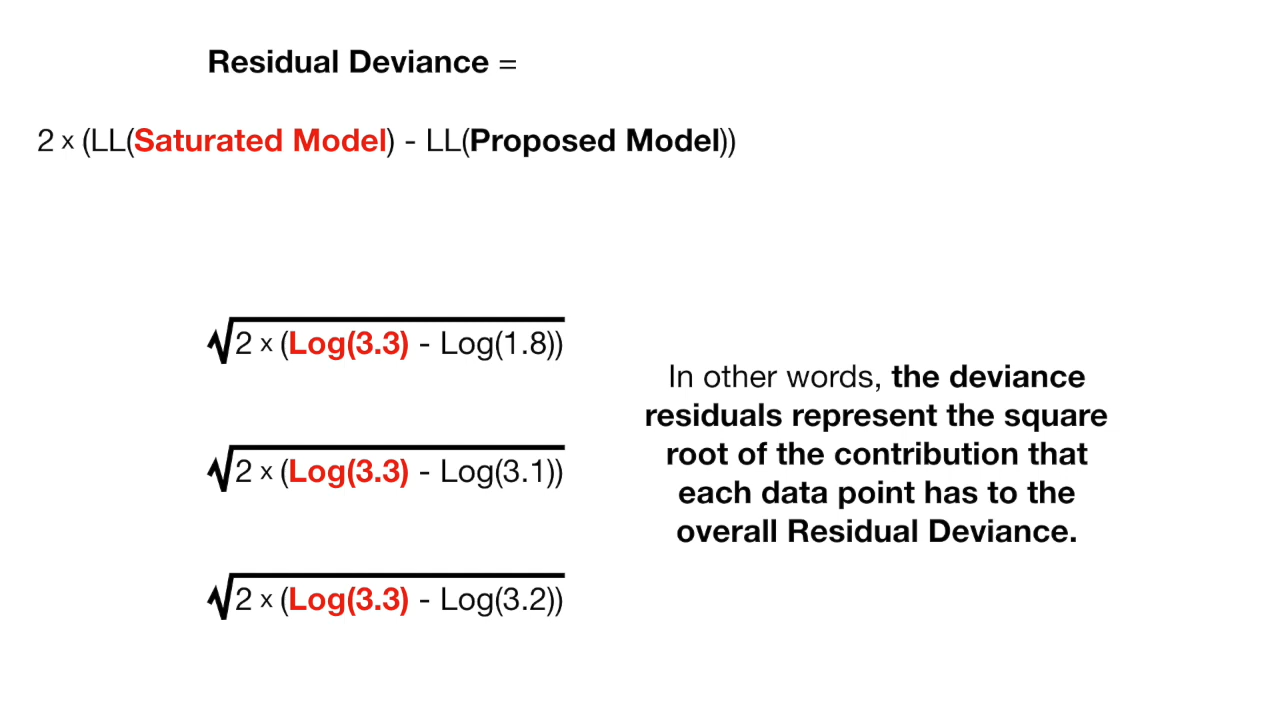 Residual Deviance =
2 x (LL(Saturated Model) - LL(Proposed Model))
√2 x (Log(3.3) - Log(1.8))
√2 x (Log(3.3) - Log(3.1))
√2 x (Log(3.3) - Log(3.2))
In other words, the deviance
residuals represent the square
root of the contribution that
each data point has to the
overall Residual Deviance.